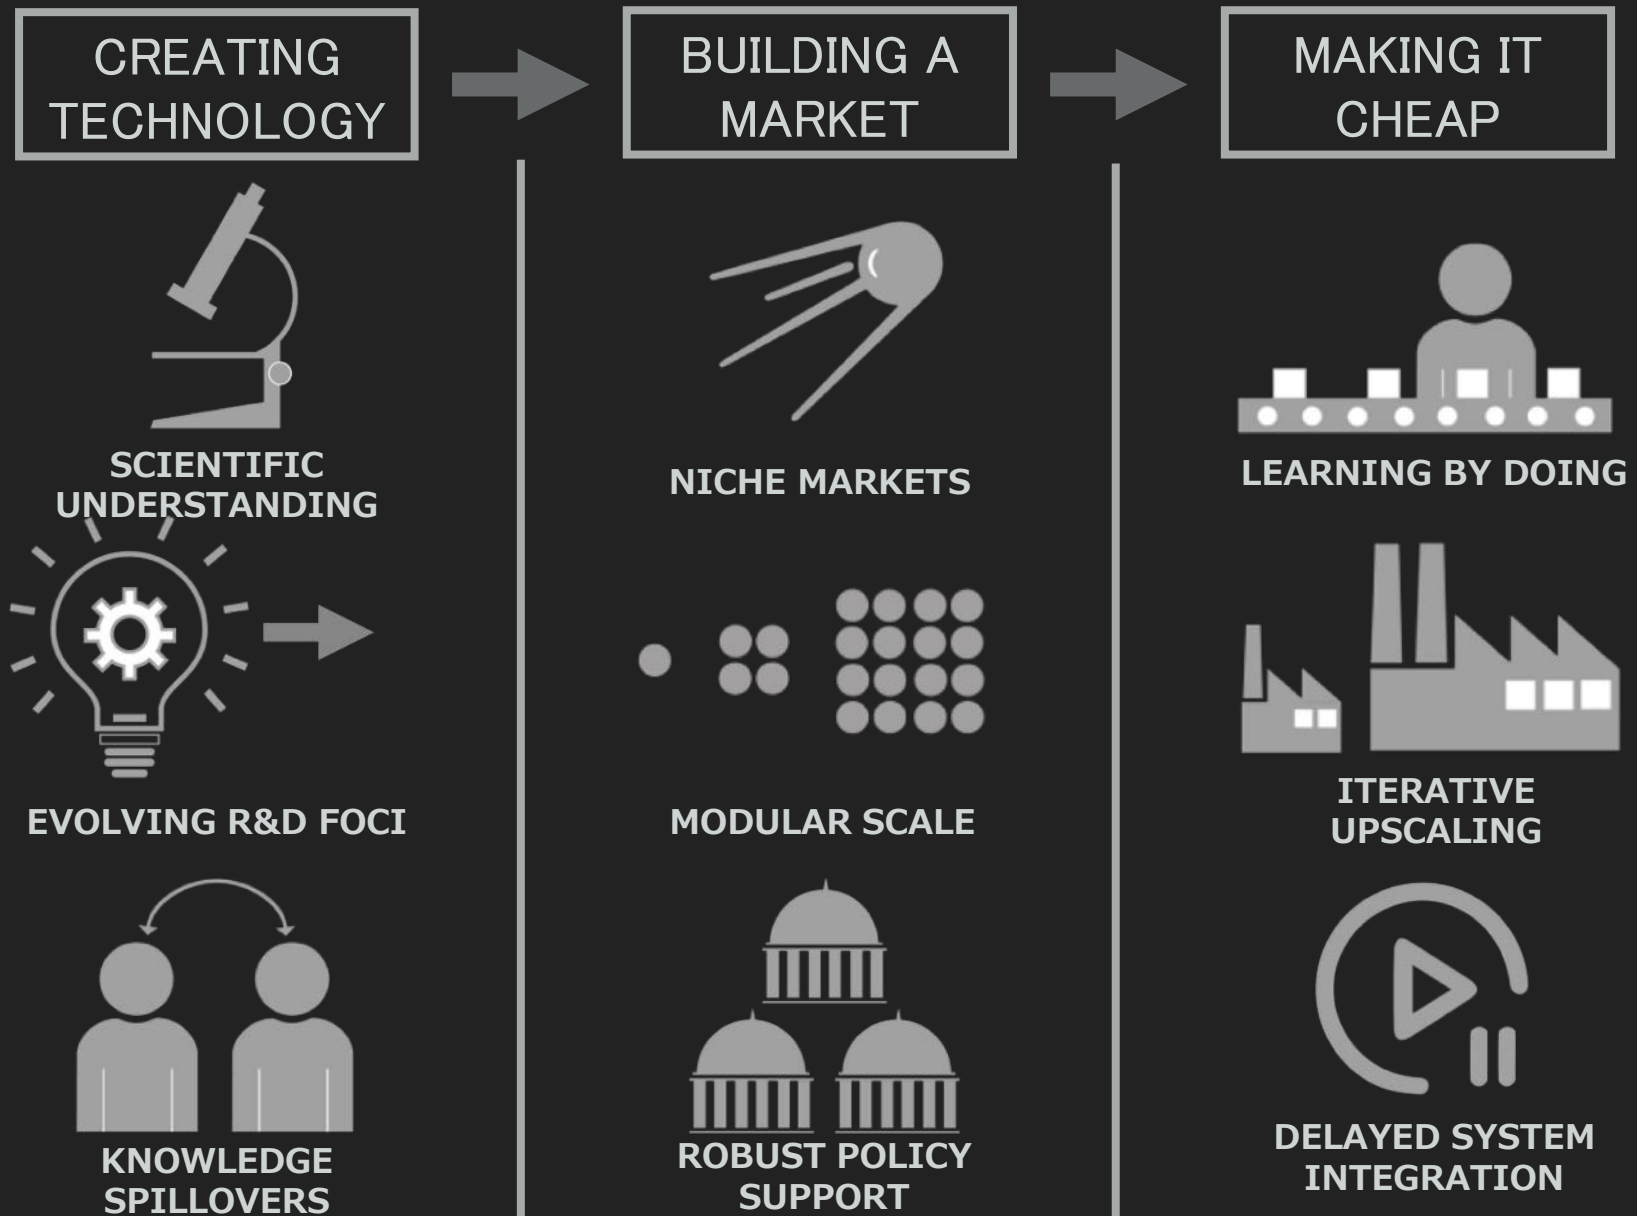 CREATING
TECHNOLOGY
BUILDING A
MARKET
MAKING IT
CHEAP
SCIENTIFIC
UNDERSTANDING
EVOLVING R&D FOCI
KNOWLEDGE
SPILLOVERS
NICHE MARKETS
MODULAR SCALE
ROBUST POLICY
SUPPORT
LEARNING BY DOING
ITERATIVE
UPSCALING
DELAYED SYSTEM
INTEGRATION